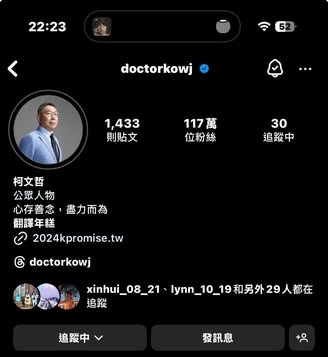 22:23
52
doctorkowj
1,433
117 萬
30
則貼文
位粉絲
追蹤中
柯文哲
公眾人物
心存善念，盡力而為
翻譯年糕
2024kpromise.tw
doctorkowj
xinhui_08_21、lynn_10_19和另外29人都在
追蹤
追蹤中
發訊息